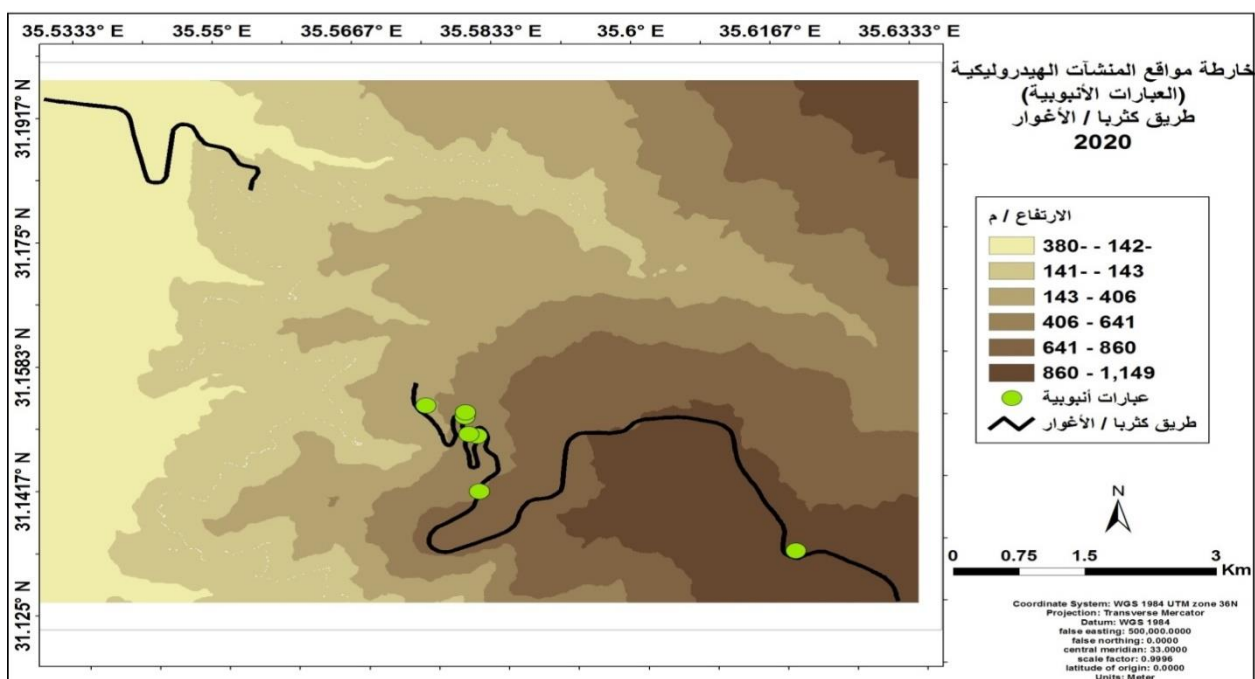 35.5333° E 35.55° E 35.5667° E 35.5833° E 35.6° E 35.6167° E 35.6333° E
31.1917° N
31.175° N
31.1583° N
31.1417° N
31.125° N
خارطة مواقع المنشآت الهيدروليكية
(العبارات الأنبوبية)
طريق كثربا / الأغوار
2020
الارتفاع / م
380- - 142-
141- - 143
143 - 406
406 - 641
641 - 860
860 - 1,149
عبارات أنبوبية
طريق كثربا / الأغوار
N
0 0.75 1.5 3
Km
Coordinate System: WGS 1984 UTM zone 36N
Projection: Transverse Mercator
Datum: WGS 1984
false easting: 500,000.0000
false northing: 0.0000
central meridian: 33.0000
scale factor: 0.9996
latitude of origin: 0.0000
Units: Meter